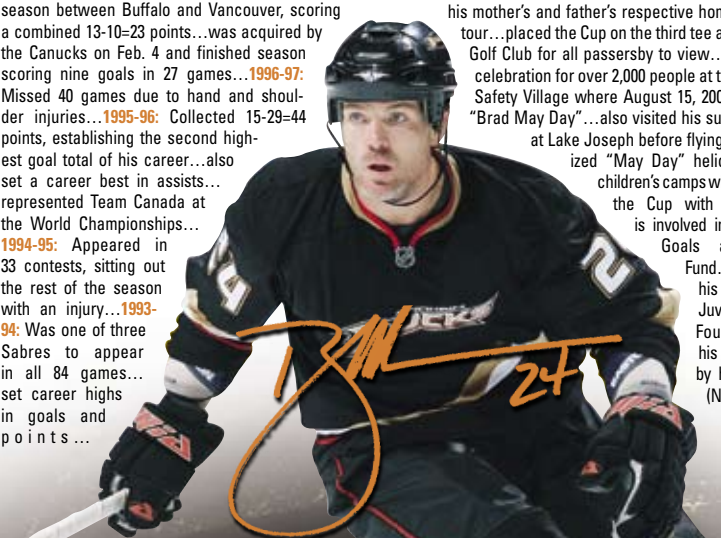 season between Buffalo and Vancouver, scoring
a combined 13-10=23 points…was acquired by
the Canucks on Feb. 4 and finished season
scoring nine goals in 27 games…1996-97:
Missed 40 games due to hand and shoul-
der injuries…1995-96: Collected 15-29=44
points, establishing the second high-
est goal total of his career…also
set a career best in assists…
represented Team Canada at
the World Championships…
1994-95: Appeared in
33 contests, sitting out
the rest of the season
with an injury…1993-
94: Was one of three
Sabres to appear
in all 84 games…
set career highs
in goals and
points…
his mother's and father's respective
tour…placed the Cup on the third tee
Golf Club for all passersby to view…
celebration for over 2,000 people at
Safety Village where August 15,
"Brad May Day"…also visited his
at Lake Joseph before flying
ized "May Day"
children's camps
the Cup with
is involved
Goals
Fund.
his
Juv
Fou
his
by
(N
24
24
DUCKS
24